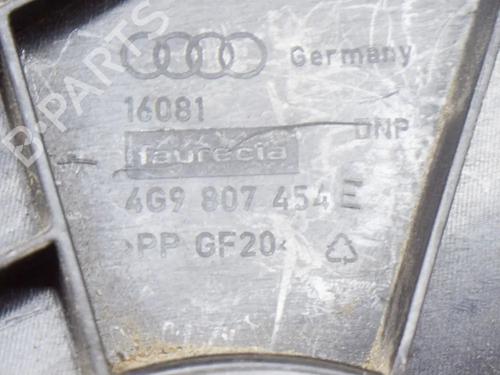 B-PARTS
Germany
16081
DNP
faurecia
4G9 807 454 E
>PP GF20<